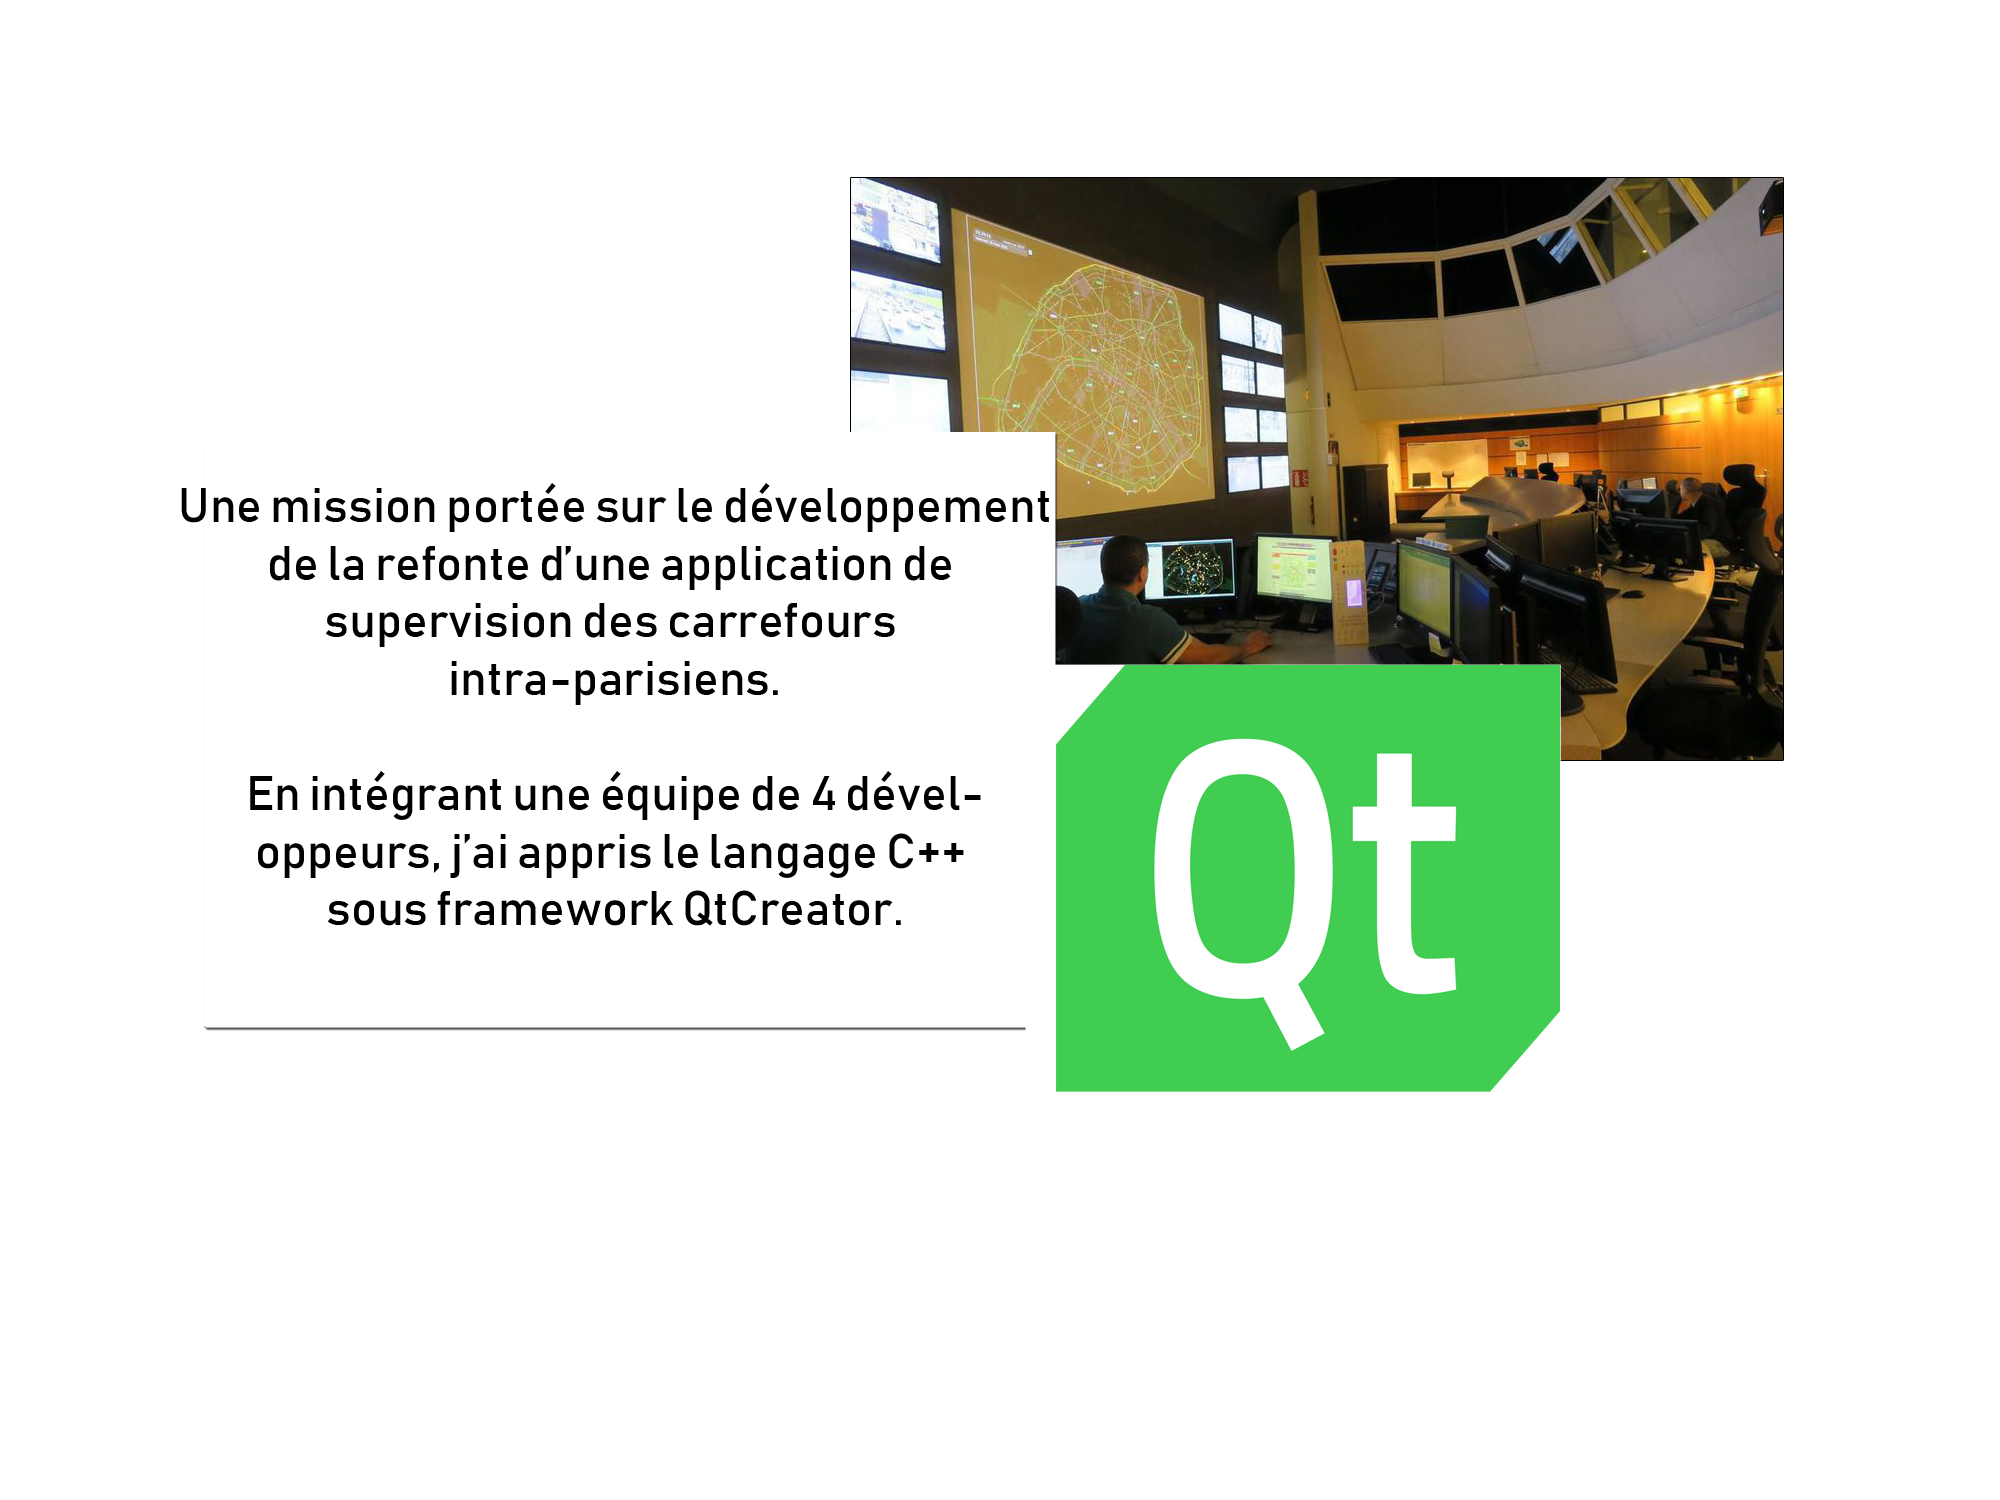 Une mission portée sur le développement
de la refonte d’une application de
supervision des carrefours
intra-parisiens.
En intégrant une équipe de 4 dével-
oppeurs, j’ai appris le langage C++
sous framework QtCreator.
Qt